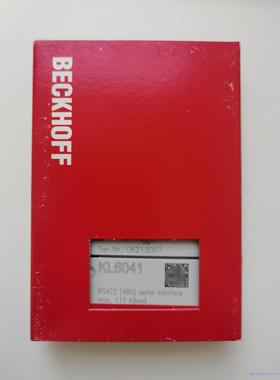 BECKHOFF
Ser.Nr.: 06213007
KL6041
RS422 (485) serial interface
max. 115 kBaud